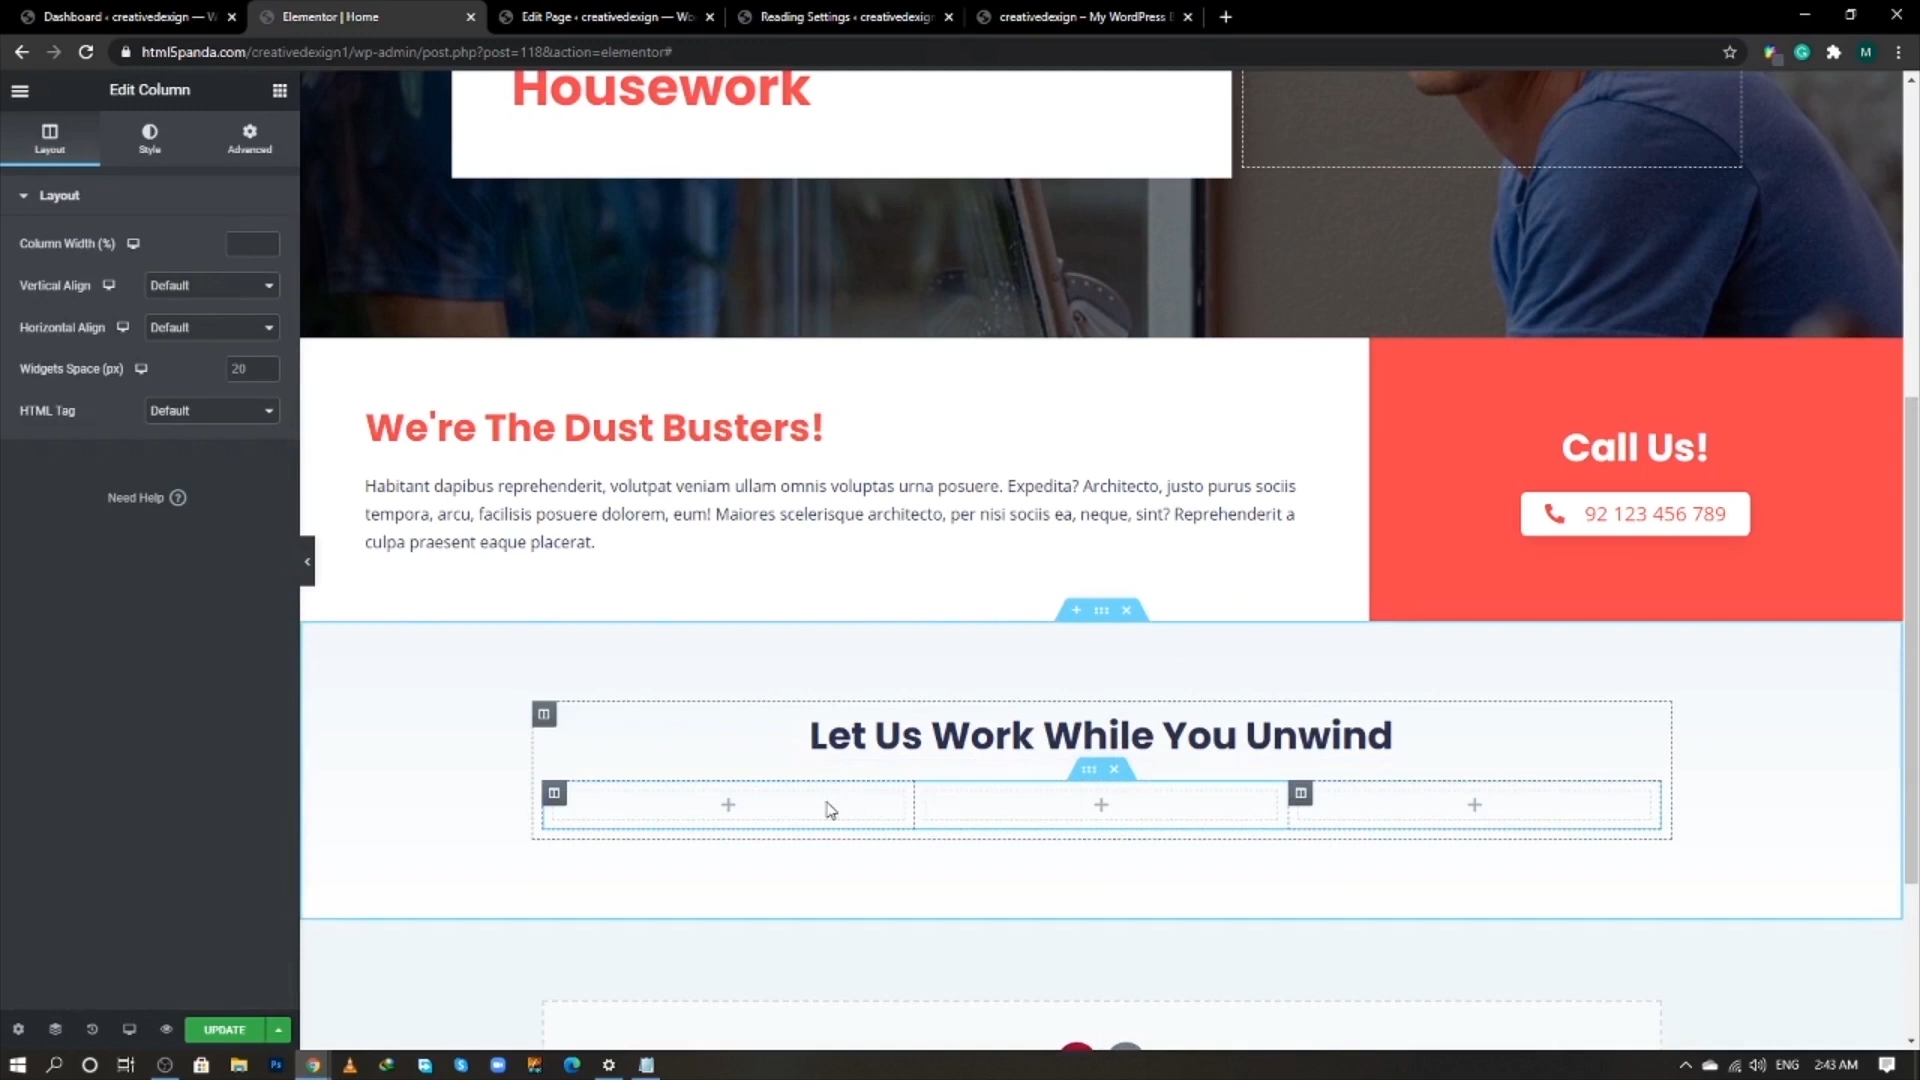 Dashboard ‹ creativedexign — W
Elementor | Home
Edit Page ‹ creativedexign — Wo
Reading Settings ‹ creativedexign
creativedexign – My WordPress B
html5panda.com/creativedexign1/wp-admin/post.php?post=118&action=elementor#
M
Edit Column
Layout
Style
Advanced
Layout
Column Width (%)
Vertical Align
Default
Horizontal Align
Default
Widgets Space (px)
20
HTML Tag
Default
Need Help
UPDATE
Housework
We're The Dust Busters!
Habitant dapibus reprehenderit, volutpat veniam ullam omnis voluptas urna posuere. Expedita? Architecto, justo purus sociis
tempora, arcu, facilisis posuere dolorem, eum! Maiores scelerisque architecto, per nisi sociis ea, neque, sint? Reprehenderit a
culpa praesent eaque placerat.
Call Us!
92 123 456 789
Let Us Work While You Unwind
Ps
ENG
2:43 AM